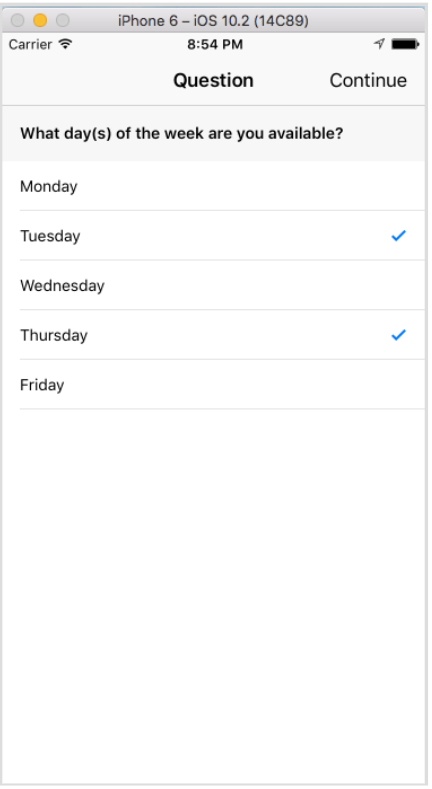 iPhone 6 – iOS 10.2 (14C89)
Carrier 8:54 PM
Question Continue
What day(s) of the week are you available?
Monday
Tuesday
Wednesday
Thursday
Friday